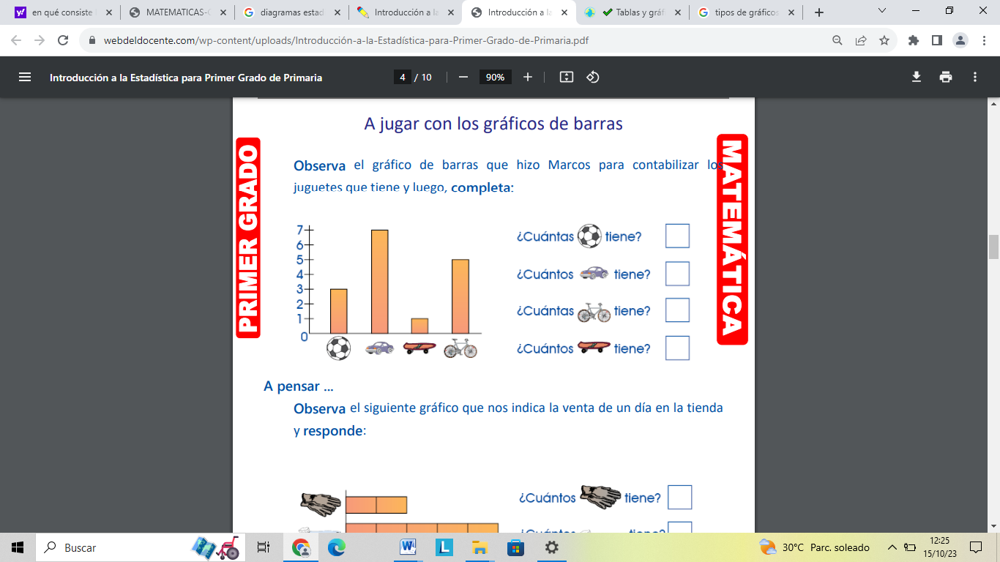 en qué consiste
MATEMATICAS-
diagramas estad
Introducción a la
Introducción a la
Tablas y gráf
tipos de gráficos
webdeldocente.com/wp-content/uploads/Introducción-a-la-Estadística-para-Primer-Grado-de-Primaria.pdf
Introducción a la Estadística para Primer Grado de Primaria
4 / 10
90%
A jugar con los gráficos de barras
PRIMER GRADO
MATEMÁTICA
Observa el gráfico de barras que hizo Marcos para contabilizar los
juguetes que tiene y luego, completa:
7
6
5
4
3
2
1
0
¿Cuántas tiene?
¿Cuántos tiene?
¿Cuántas tiene?
¿Cuántos tiene?
A pensar ...
Observa el siguiente gráfico que nos indica la venta de un día en la tienda
y responde:
¿Cuántos tiene?
Buscar
30°C Parc. soleado
12:25
15/10/23